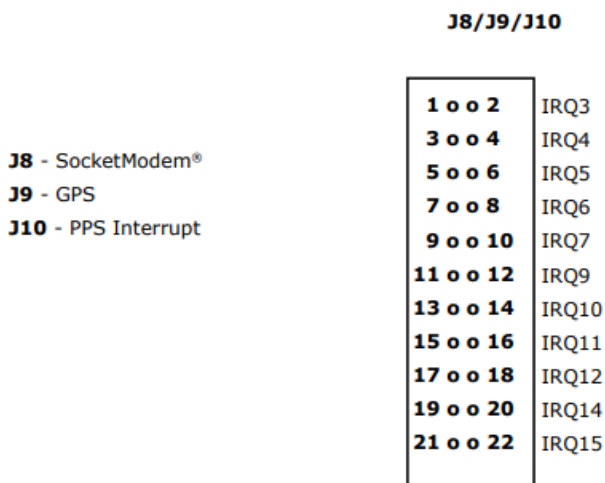 J8/J9/J10
J8 - SocketModem®
J9 - GPS
J10 - PPS Interrupt
1 o o 2 IRQ3
3 o o 4 IRQ4
5 o o 6 IRQ5
7 o o 8 IRQ6
9 o o 10 IRQ7
11 o o 12 IRQ9
13 o o 14 IRQ10
15 o o 16 IRQ11
17 o o 18 IRQ12
19 o o 20 IRQ14
21 o o 22 IRQ15